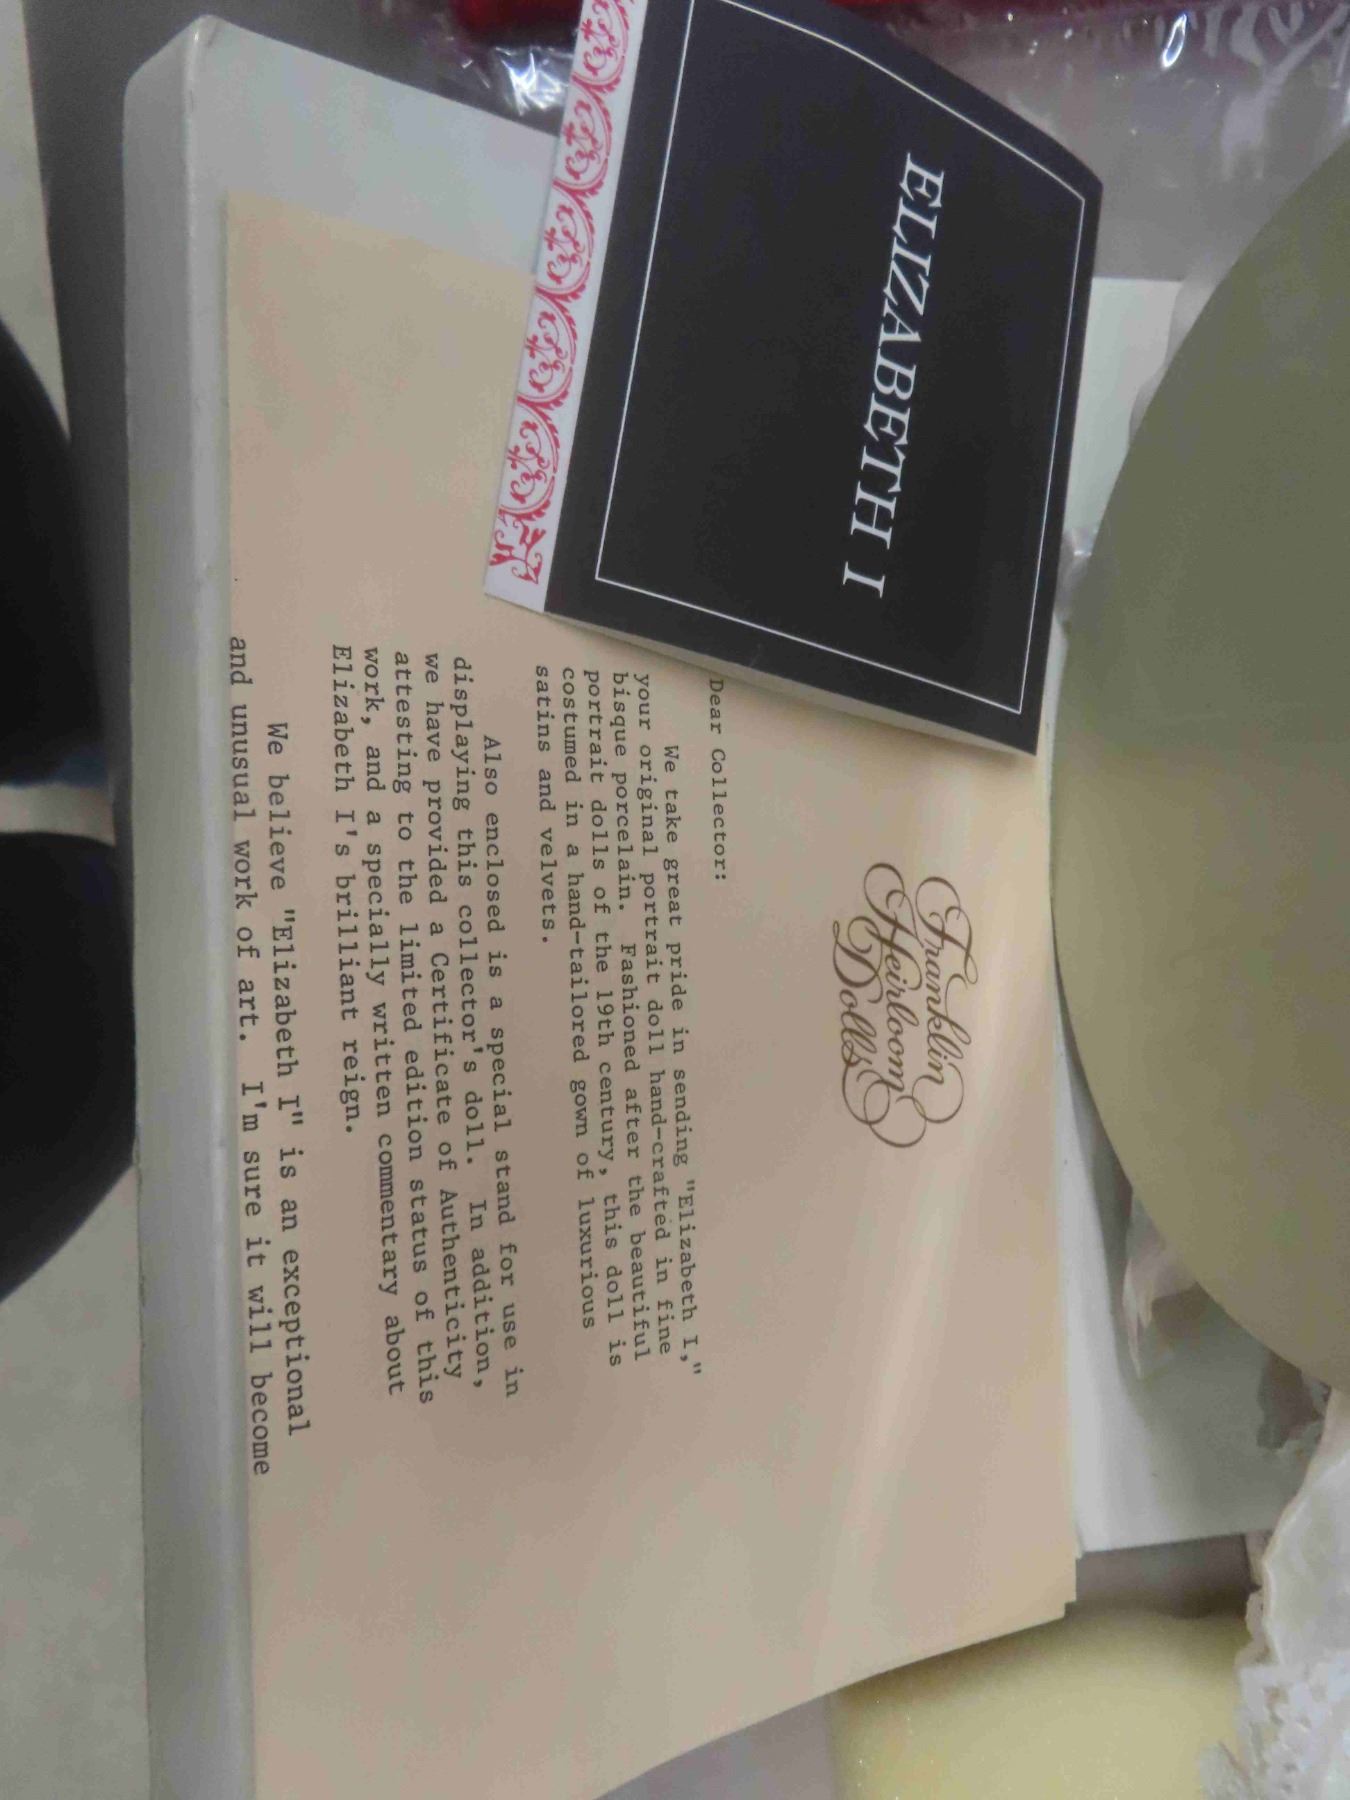 ELIZABETH I
Franklin
Heirloom
Dolls
Dear Collector:
We take great pride in sending "Elizabeth I,"
your original portrait doll hand-crafted in fine
bisque porcelain. Fashioned after the beautiful
portrait dolls of the 19th century, this doll is
costumed in a hand-tailored gown of luxurious
satins and velvets.
Also enclosed is a special stand for use in
displaying this collector's doll. In addition,
we have provided a Certificate of Authenticity
attesting to the limited edition status of this
work, and a specially written commentary about
Elizabeth I's brilliant reign.
We believe "Elizabeth I" is an exceptional
and unusual work of art. I'm sure it will become